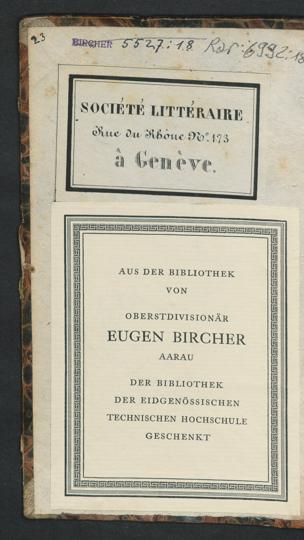 23
BIRCHER 5527:18 Rar 6992:18
SOCIÉTÉ LITTÉRAIRE
Rue du Rhône No. 173
à Genève.
AUS DER BIBLIOTHEK
VON
OBERSTDIVISIONÄR
EUGEN BIRCHER
AARAU
DER BIBLIOTHEK
DER EIDGENÖSSISCHEN
TECHNISCHEN HOCHSCHULE
GESCHENKT